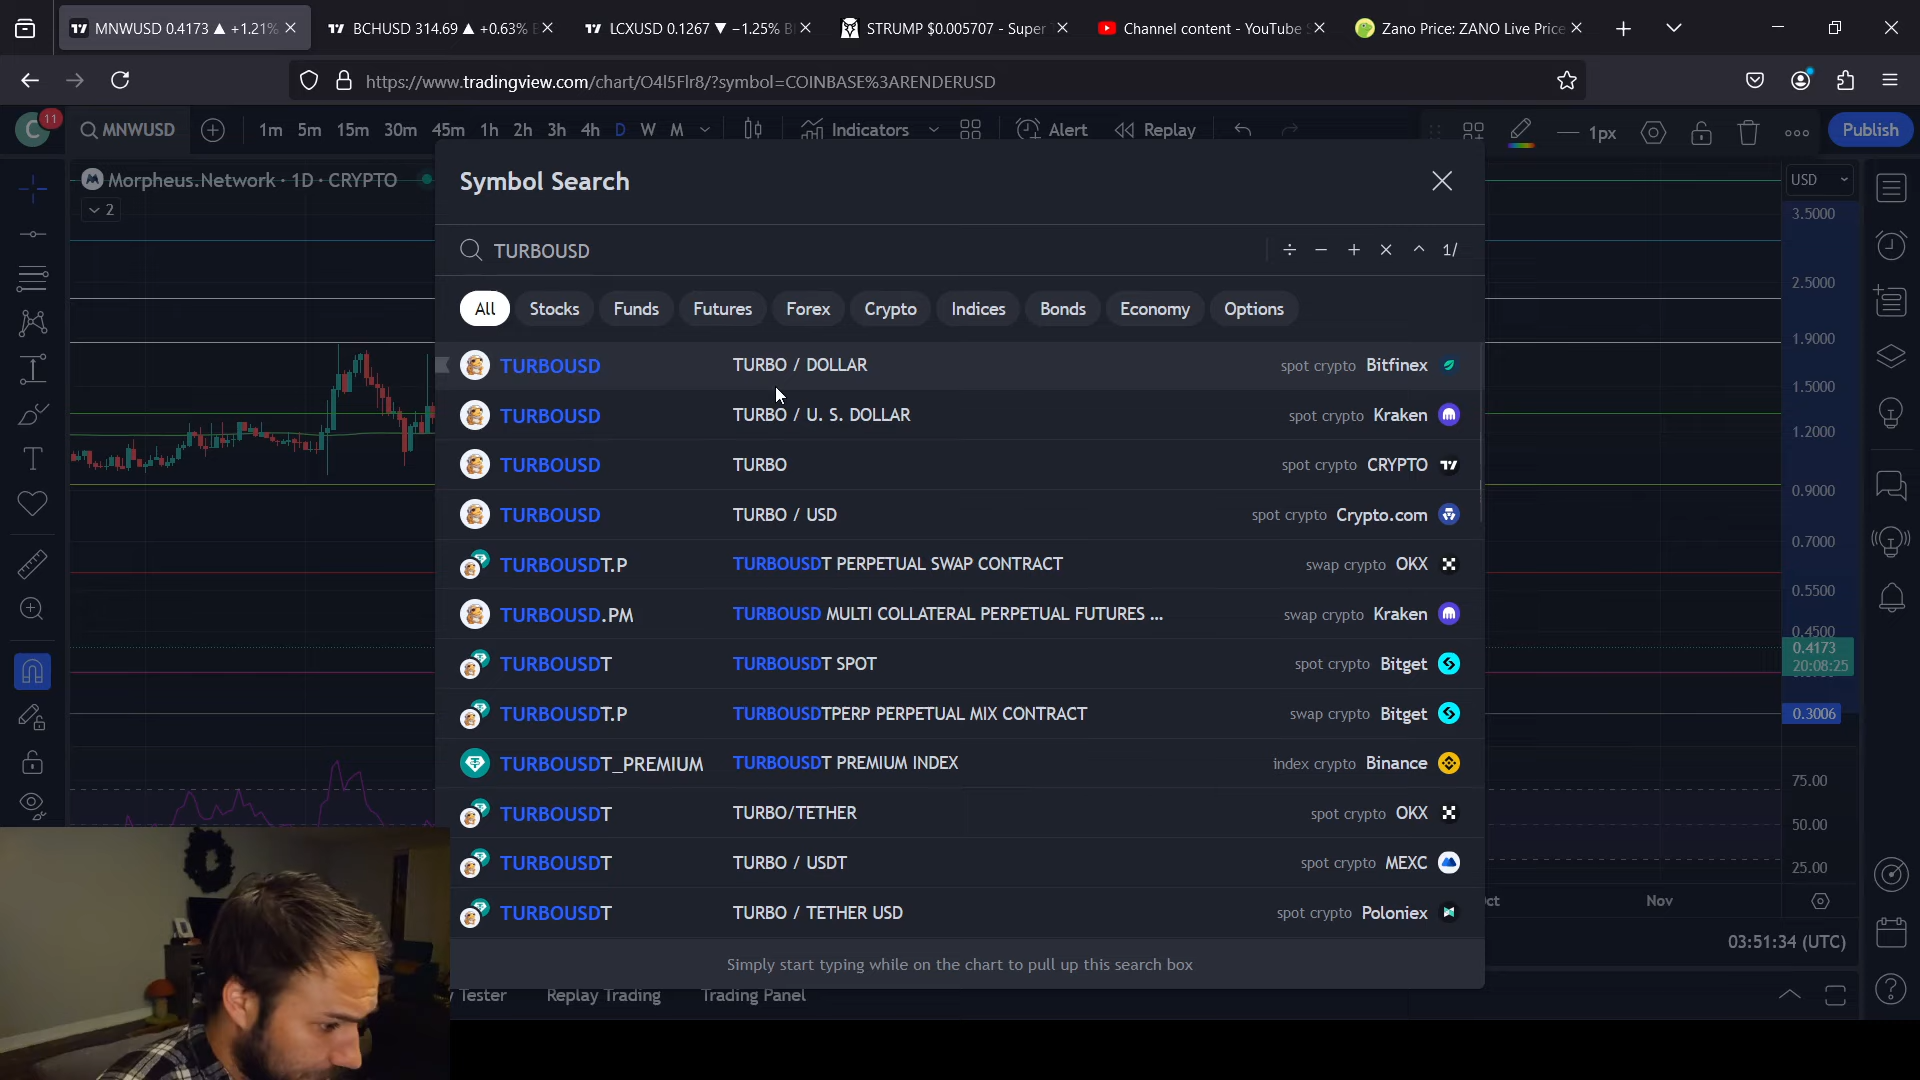 MNWUSD 0.4173 ▲ +1.21%
BCHUSD 314.69 ▲ +0.63% B
LCXUSD 0.1267 ▼ −1.25% B
STRUMP $0.005707 - Super
Channel content - YouTube
Zano Price: ZANO Live Price
https://www.tradingview.com/chart/O4l5Flr8/?symbol=COINBASE%3ARENDERUSD
C 11 MNWUSD 1m 5m 15m 30m 45m 1h 2h 3h 4h D W M Indicators Alert Replay 1px Publish
Morpheus.Network · 1D · CRYPTO
2
Symbol Search
TURBOUSD ÷ − + × ^ 1/
All Stocks Funds Futures Forex Crypto Indices Bonds Economy Options
TURBOUSD TURBO / DOLLAR spot crypto Bitfinex
TURBOUSD TURBO / U. S. DOLLAR spot crypto Kraken
TURBOUSD TURBO spot crypto CRYPTO
TURBOUSD TURBO / USD spot crypto Crypto.com
TURBOUSDT.P TURBOUSDT PERPETUAL SWAP CONTRACT swap crypto OKX
TURBOUSD.PM TURBOUSD MULTI COLLATERAL PERPETUAL FUTURES ... swap crypto Kraken
TURBOUSDT TURBOUSDT SPOT spot crypto Bitget
TURBOUSDT.P TURBOUSDTPERP PERPETUAL MIX CONTRACT swap crypto Bitget
TURBOUSDT_PREMIUM TURBOUSDT PREMIUM INDEX index crypto Binance
TURBOUSDT TURBO/TETHER spot crypto OKX
TURBOUSDT TURBO / USDT spot crypto MEXC
TURBOUSDT TURBO / TETHER USD spot crypto Poloniex
Simply start typing while on the chart to pull up this search box
USD
3.5000
2.5000
1.9000
1.5000
1.2000
0.9000
0.7000
0.5500
0.4500
0.4173
20:08:25
0.3006
75.00
50.00
25.00
ct Nov
03:51:34 (UTC)
y Tester Replay Trading Trading Panel